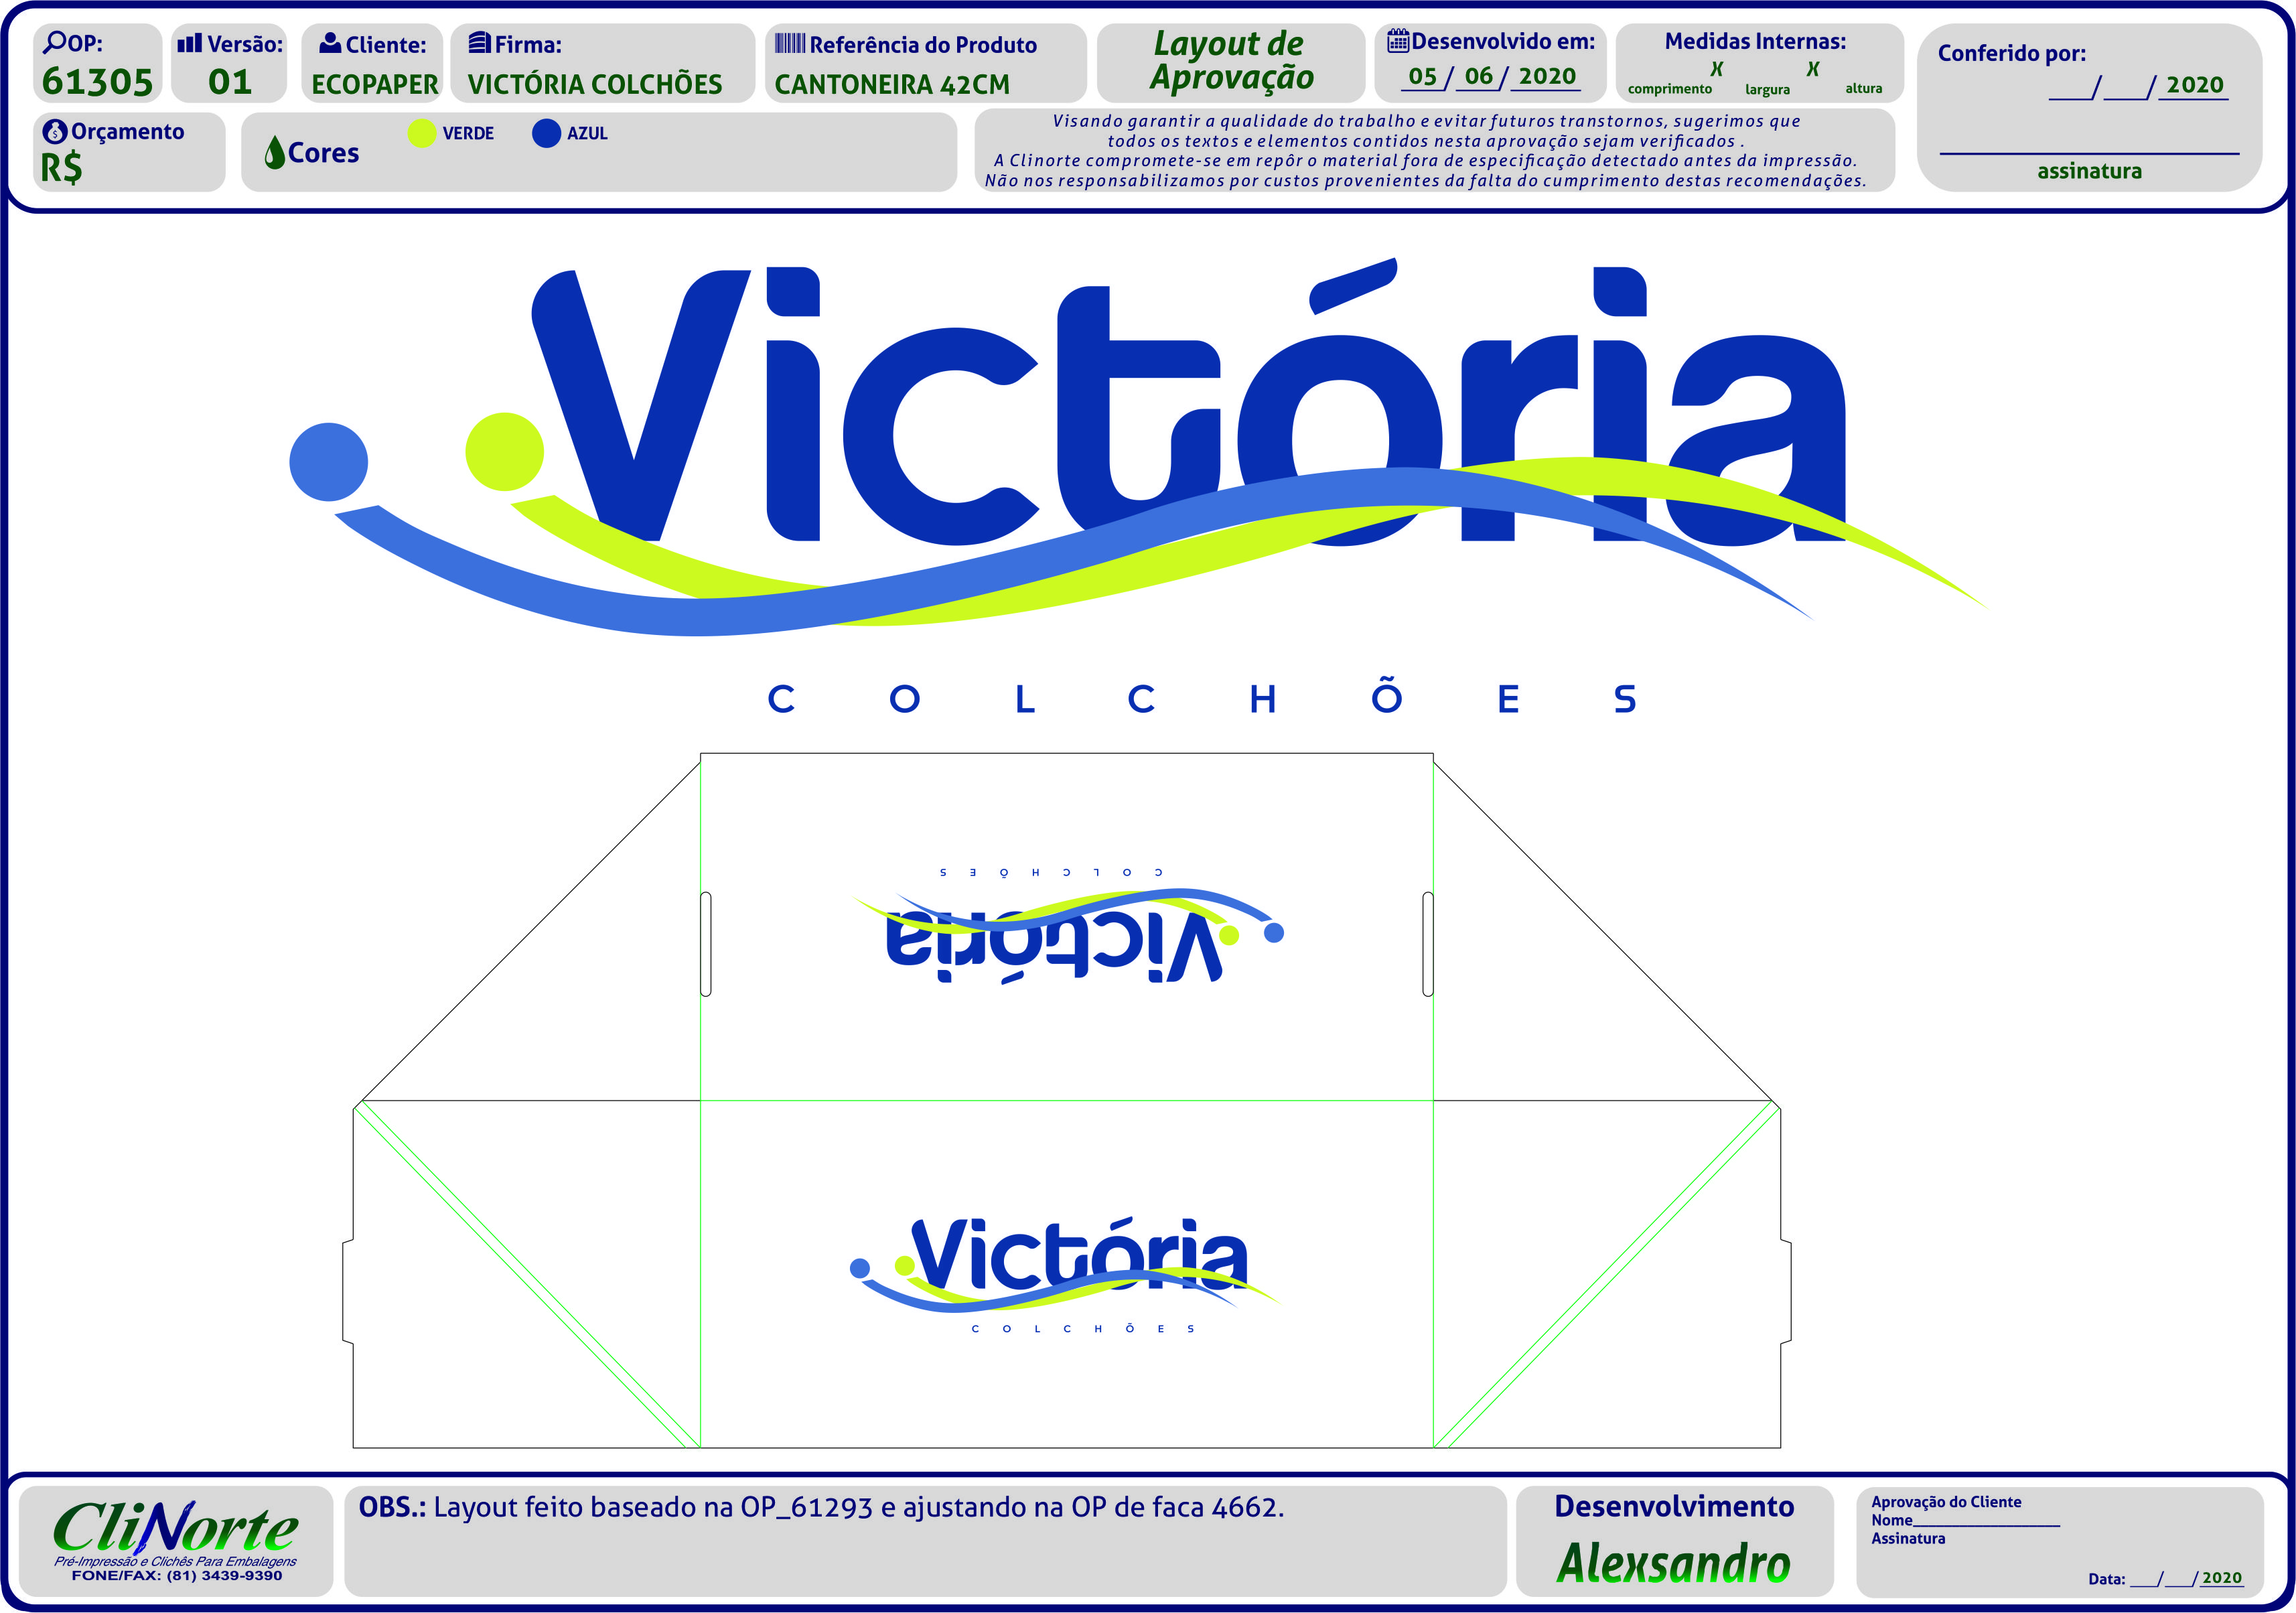 OP:
61305
Versão:
01
Cliente:
ECOPAPER
Firma:
VICTÓRIA COLCHÕES
Referência do Produto
CANTONEIRA 42CM
Layout de
Aprovação
Desenvolvido em:
05/06/2020
Medidas Internas:
X X
comprimento largura altura
Conferido por:
___/___/2020
assinatura
Orçamento
R$
Cores
VERDE AZUL
Visando garantir a qualidade do trabalho e evitar futuros transtornos, sugerimos que
todos os textos e elementos contidos nesta aprovação sejam verificados .
A Clinorte compromete-se em repôr o material fora de especificação detectado antes da impressão.
Não nos responsabilizamos por custos provenientes da falta do cumprimento destas recomendações.
Victória
COLCHÕES
COLCHÕES
Victória
Victória
COLCHÕES
CliNorte
Pré-Impressão e Clichês Para Embalagens
FONE/FAX: (81) 3439-9390
OBS.: Layout feito baseado na OP_61293 e ajustando na OP de faca 4662.
Desenvolvimento
Alexsandro
Aprovação do Cliente
Nome___________________
Assinatura
Data: ___/___/2020